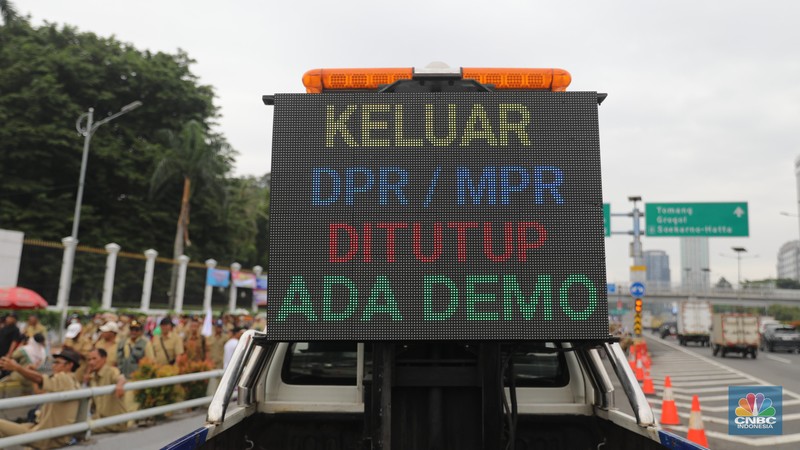 KELUAR
DPR / MPR
DITUTUP
ADA DEMO
Tomang
Grogol
Soekarno-Hatta
CNBC
INDONESIA